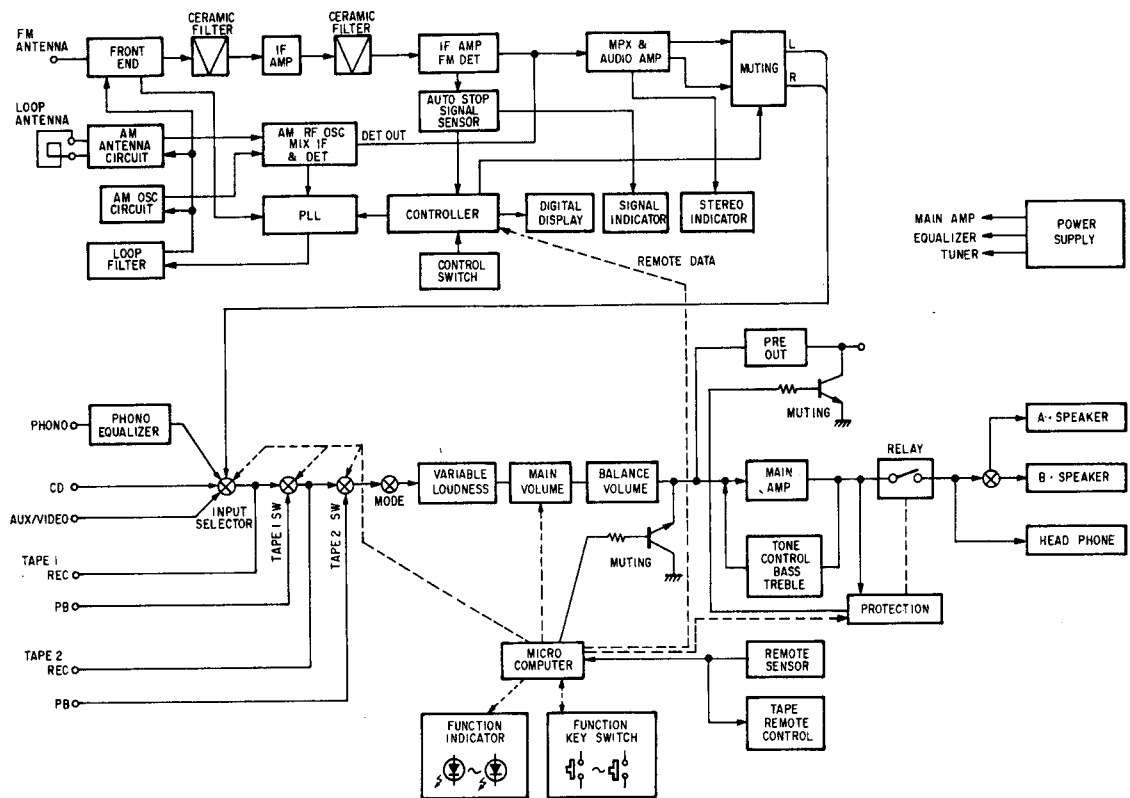 CERAMIC
FILTER
CERAMIC
FILTER
FM
ANTENNA
FRONT
END
IF
AMP
IF AMP
FM DET
MPX &
AUDIO AMP
MUTING
L
R
LOOP
ANTENNA
AM
ANTENNA
CIRCUIT
AM RF OSC
MIX IF
& DET
DET OUT
AUTO STOP
SIGNAL
SENSOR
AM OSC
CIRCUIT
PLL
CONTROLLER
DIGITAL
DISPLAY
SIGNAL
INDICATOR
STEREO
INDICATOR
LOOP
FILTER
CONTROL
SWITCH
REMOTE DATA
MAIN AMP
EQUALIZER
TUNER
POWER
SUPPLY
PRE
OUT
MUTING
PHONO
PHONO
EQUALIZER
CD
AUX/VIDEO
INPUT
SELECTOR
TAPE 1 SW
TAPE 2 SW
MODE
VARIABLE
LOUDNESS
MAIN
VOLUME
BALANCE
VOLUME
MUTING
MAIN
AMP
RELAY
A·SPEAKER
B·SPEAKER
HEAD PHONE
TONE
CONTROL
BASS
TREBLE
PROTECTION
TAPE 1
REC
PB
TAPE 2
REC
PB
MICRO
COMPUTER
REMOTE
SENSOR
TAPE
REMOTE
CONTROL
FUNCTION
INDICATOR
FUNCTION
KEY SWITCH